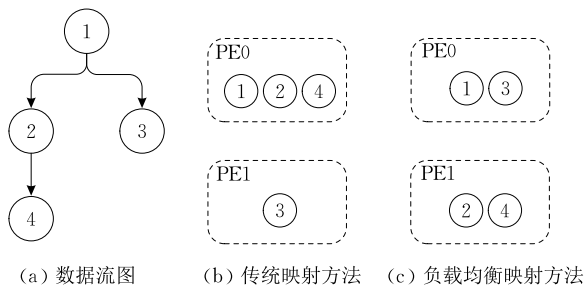 1
2
3
4
(a) 数据流图
PE0
1 2 4
PE1
3
(b) 传统映射方法
PE0
1 3
PE1
2 4
(c) 负载均衡映射方法